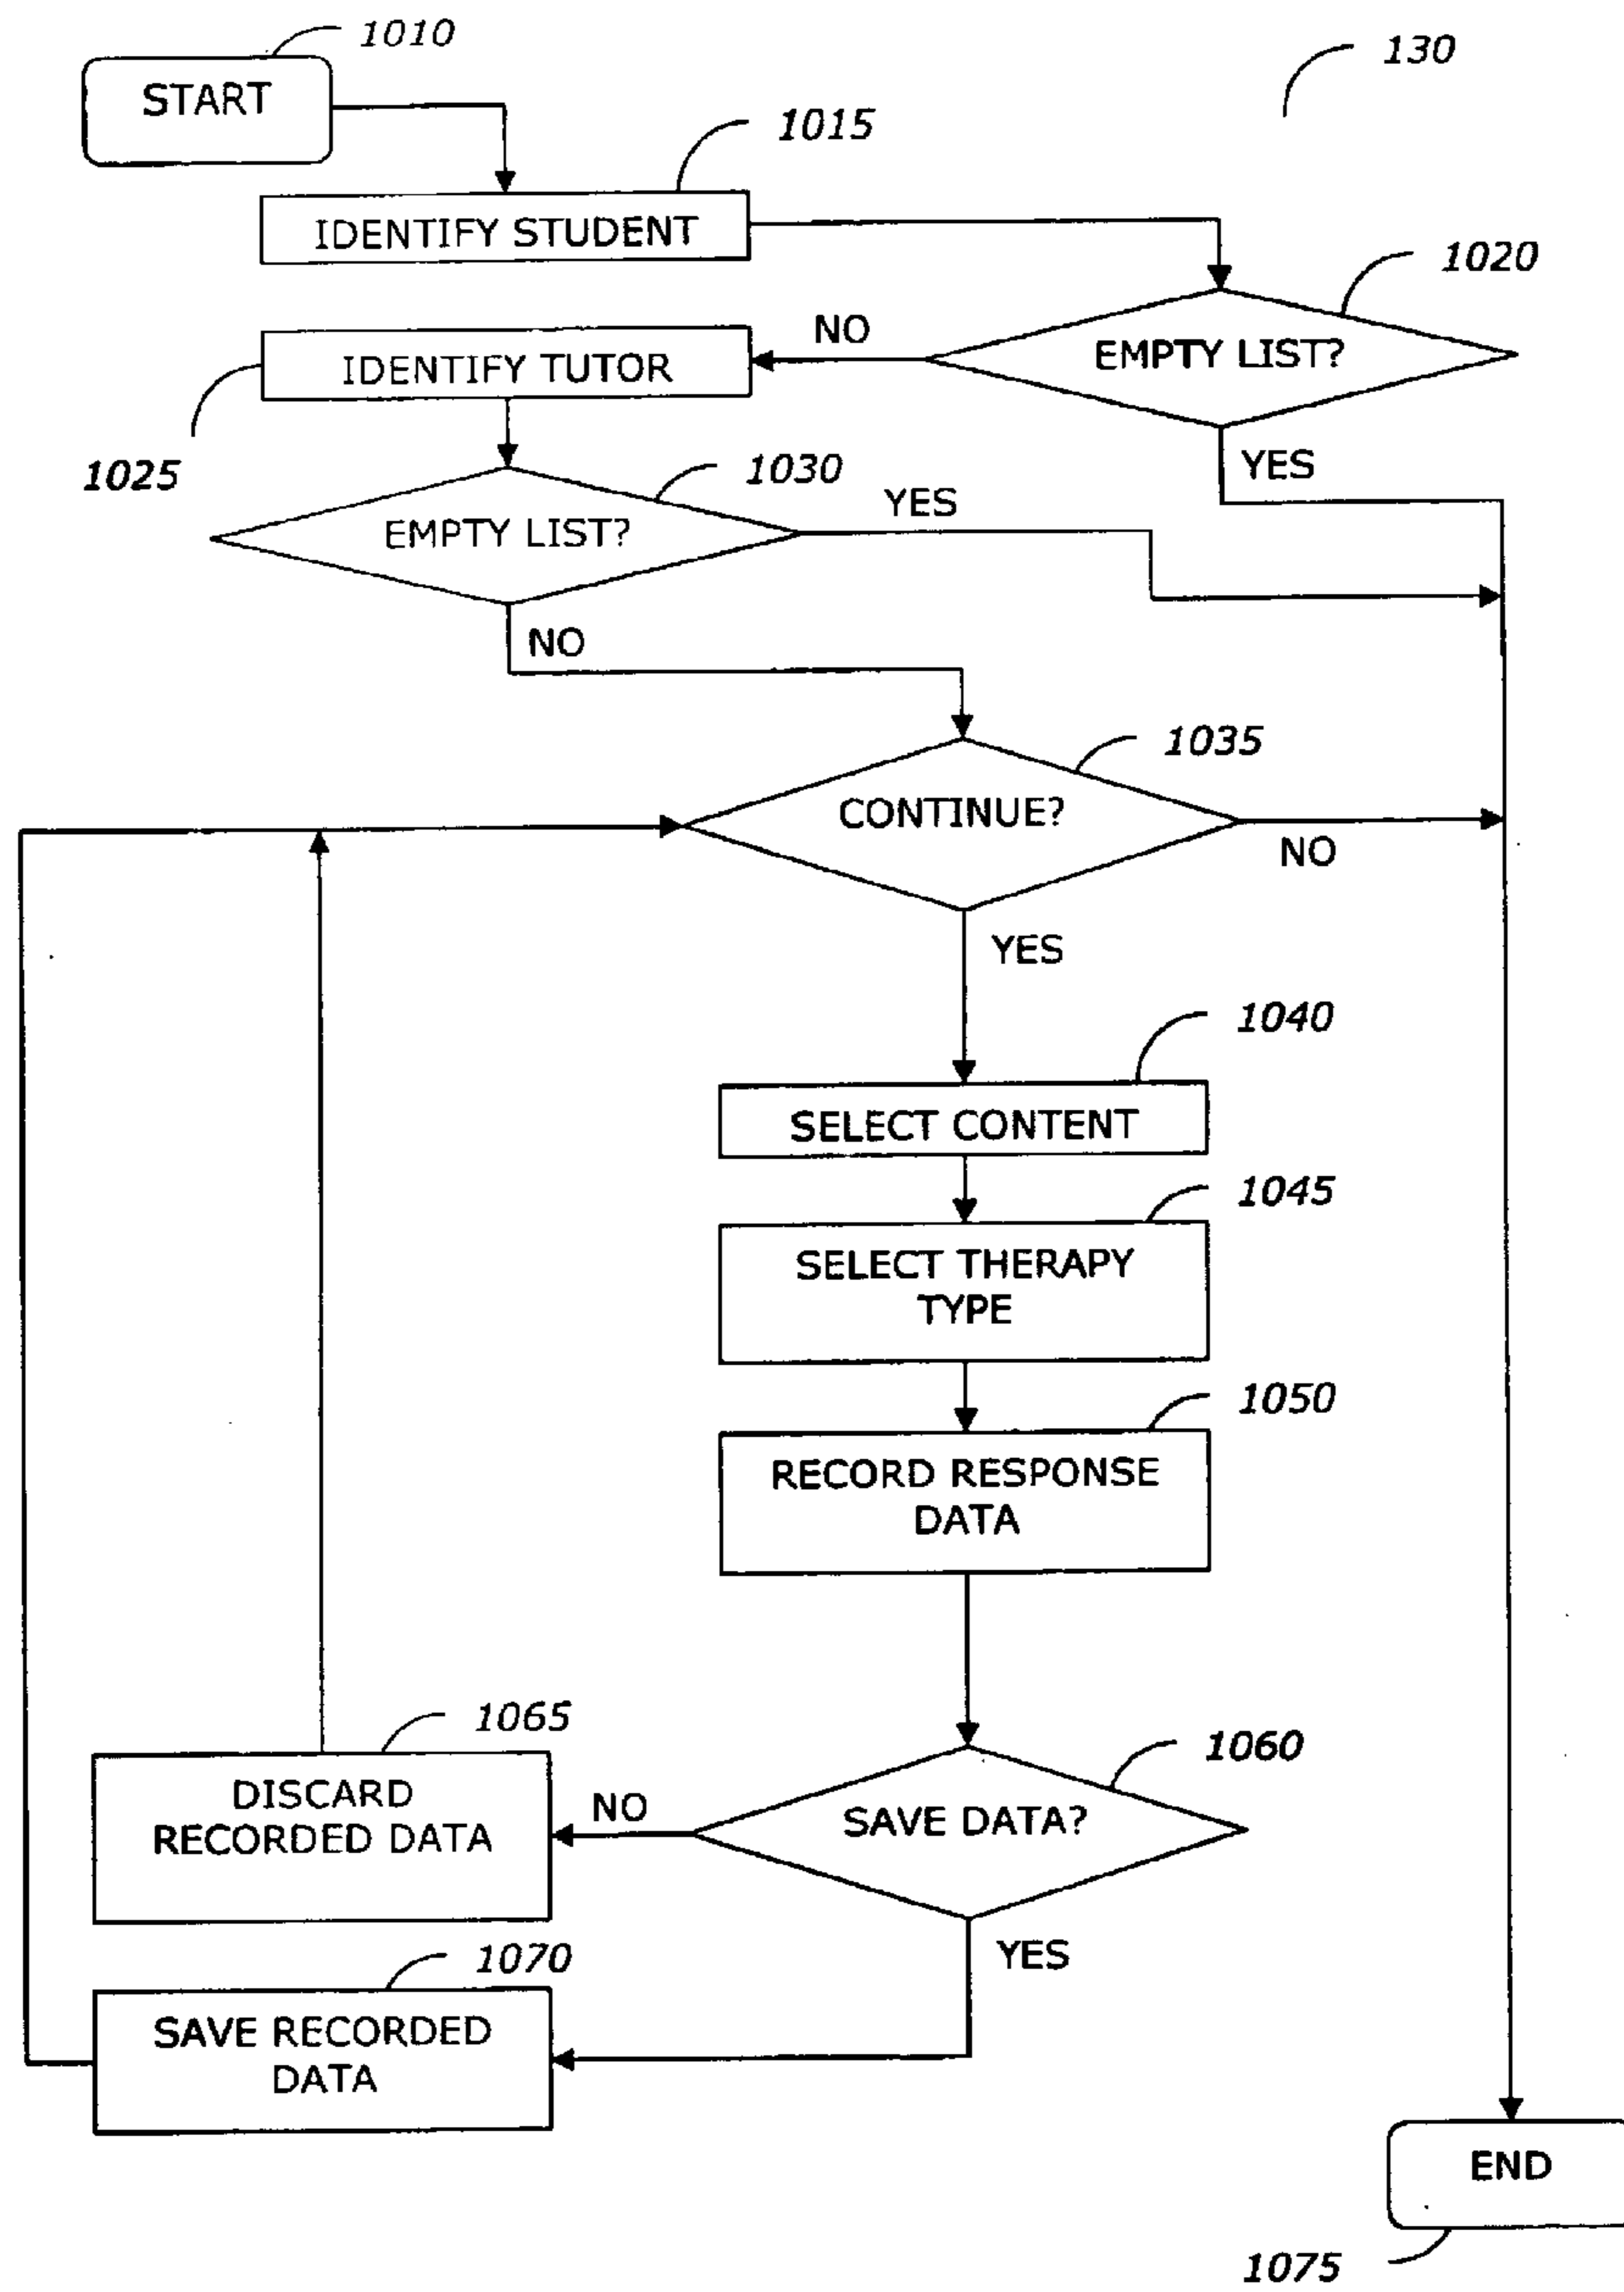 1010
130
START
1015
IDENTIFY STUDENT
1020
NO
EMPTY LIST?
IDENTIFY TUTOR
1025
1030
YES
YES
EMPTY LIST?
NO
1035
CONTINUE?
NO
YES
1040
SELECT CONTENT
1045
SELECT THERAPY
TYPE
1050
RECORD RESPONSE
DATA
1065
1060
DISCARD
RECORDED DATA
NO
SAVE DATA?
YES
1070
SAVE RECORDED
DATA
END
1075